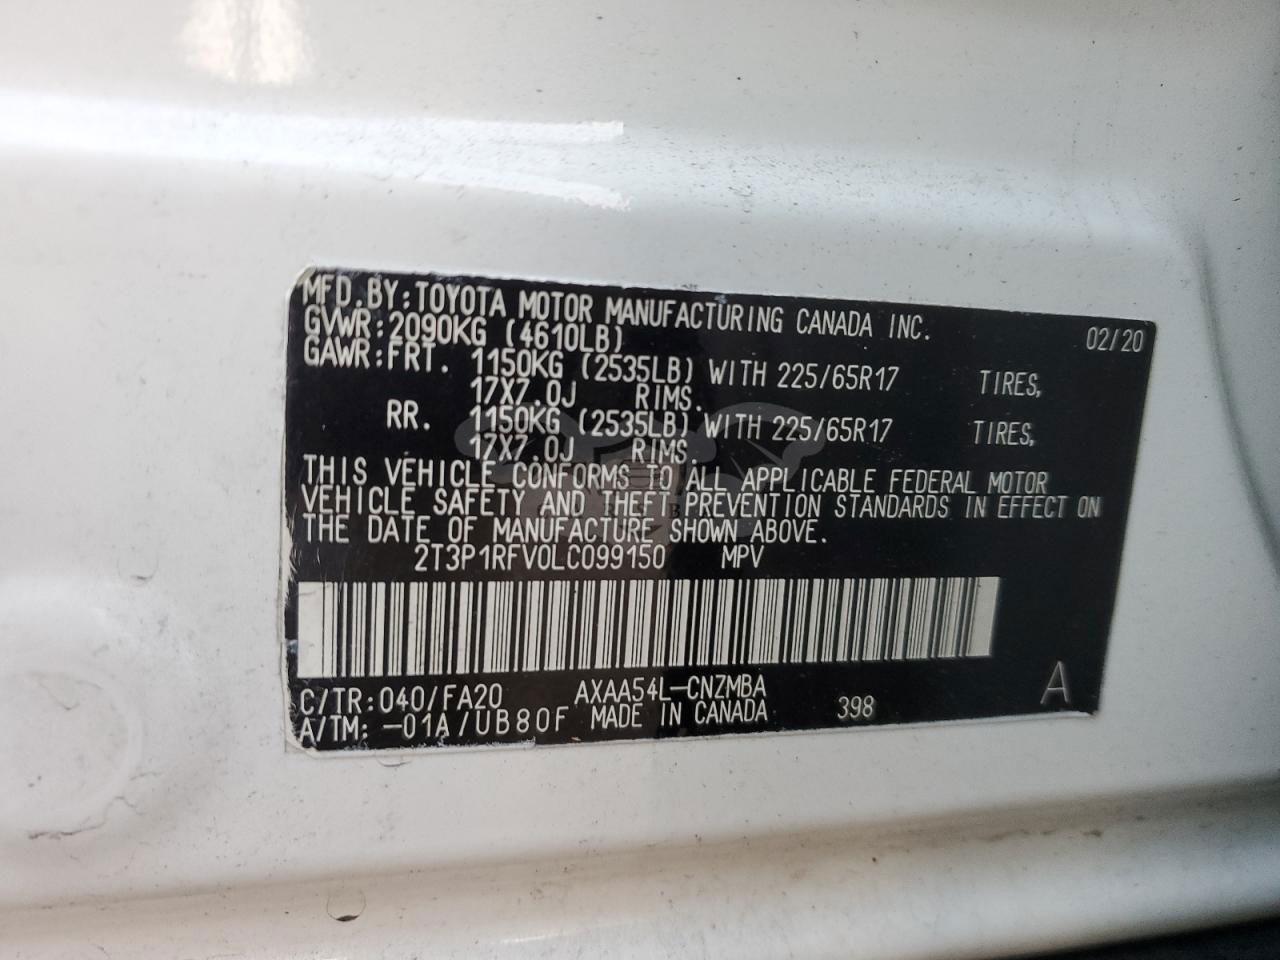 MFD.BY:TOYOTA MOTOR MANUFACTURING CANADA INC. 02/20
GVWR:2090KG (4610LB)
GAWR:FRT. 1150KG (2535LB) WITH 225/65R17 TIRES,
17X7.0J RIMS.
RR. 1150KG (2535LB) WITH 225/65R17 TIRES,
17X7.0J RIMS.
THIS VEHICLE CONFORMS TO ALL APPLICABLE FEDERAL MOTOR
VEHICLE SAFETY AND THEFT PREVENTION STANDARDS IN EFFECT ON
THE DATE OF MANUFACTURE SHOWN ABOVE.
2T3P1RFV0LC099150 MPV
C/TR:040/FA20 AXAA54L-CNZMBA
A/TM: -01A/UB80F MADE IN CANADA 398 A